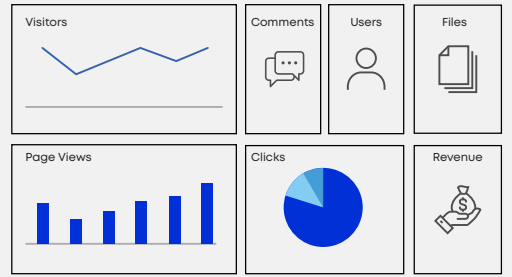 Visitors
Comments
Users
Files
Page Views
Clicks
Revenue
$